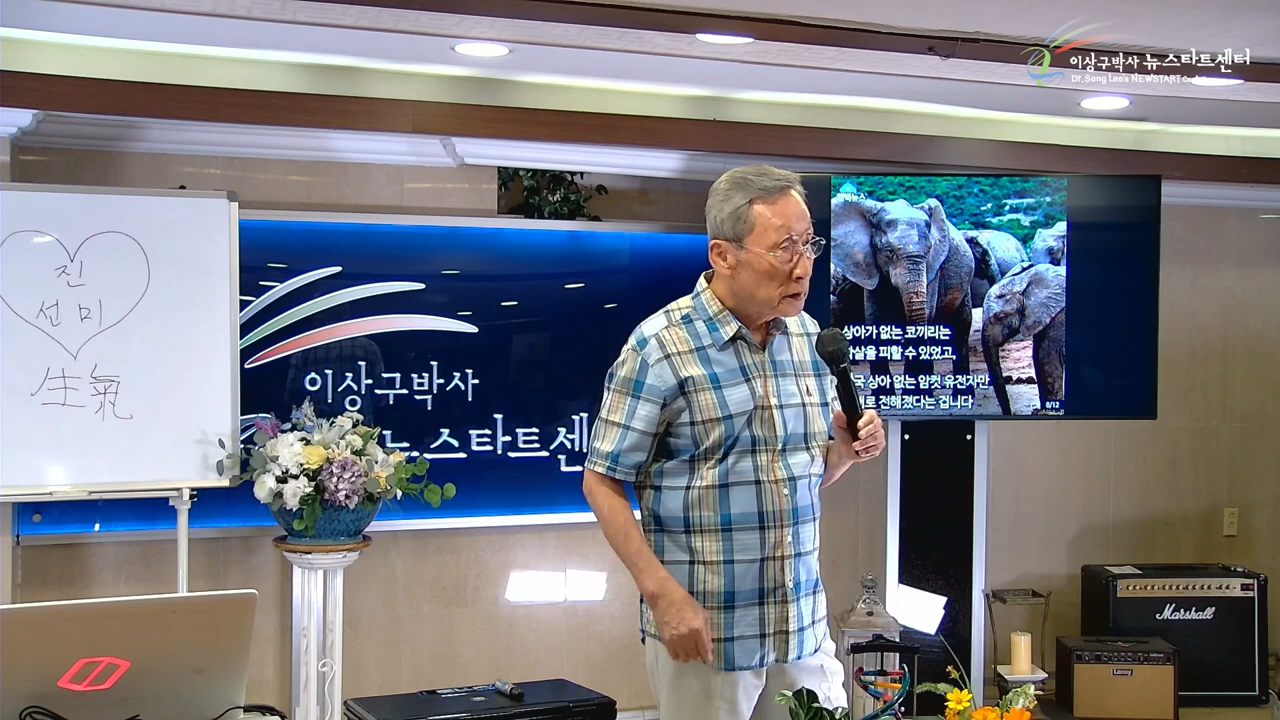 이상구박사 뉴스타트센터
Dr.Sang Lee's NEWSTART
진
선 미
生氣
이상구박사
뉴스타트센
상아가 없는 코끼리는
피할 수 있었고,
상아 없는 암컷 유전자만
전해졌다는 겁니다
8/12
Marshall
Laney